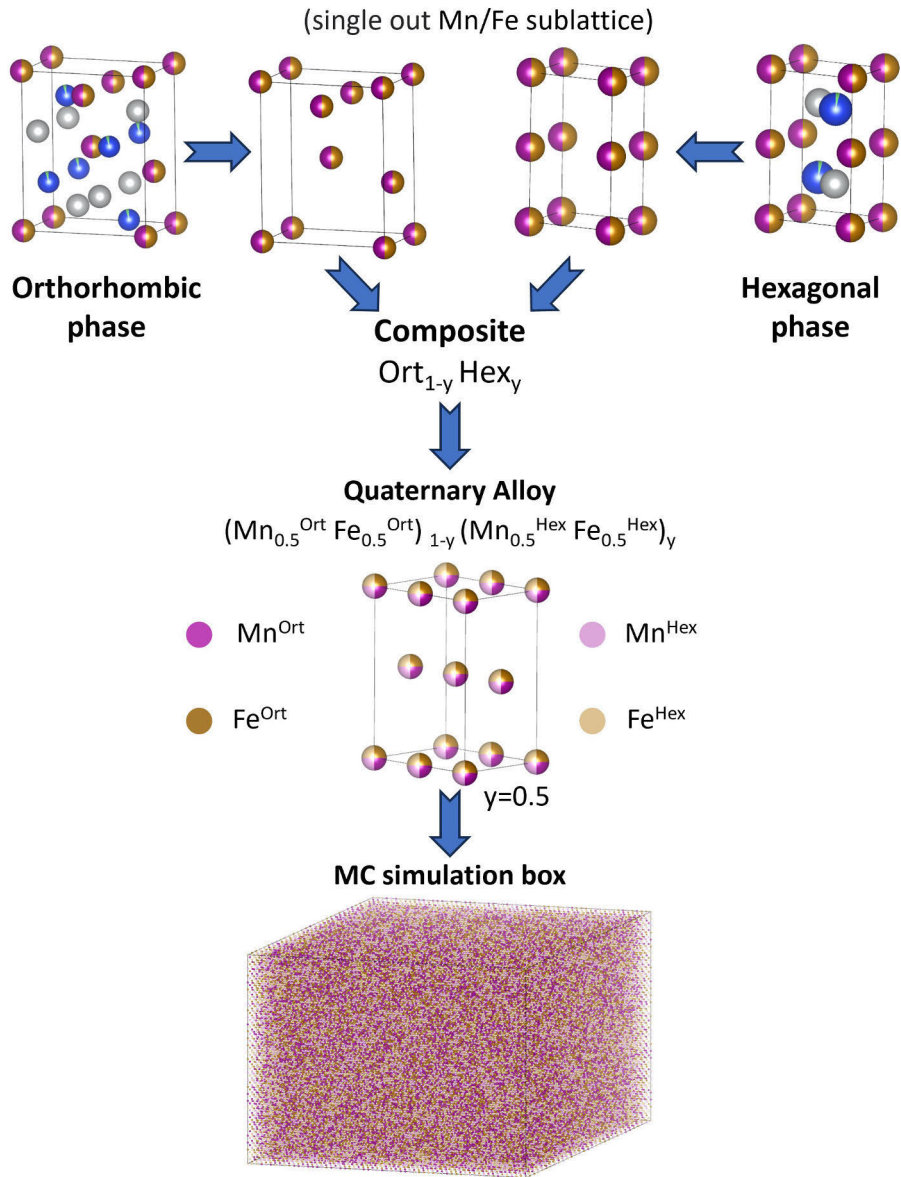 (single out Mn/Fe sublattice)
Orthorhombic
phase
Hexagonal
phase
Composite
Ort₁₋ᵧ Hexᵧ
Quaternary Alloy
(Mn₀.₅ᴼʳᵗ Fe₀.₅ᴼʳᵗ) ₁₋ᵧ (Mn₀.₅ᴴᵉˣ Fe₀.₅ᴴᵉˣ)ᵧ
Mnᴼʳᵗ
Mnᴴᵉˣ
Feᴼʳᵗ
Feᴴᵉˣ
y=0.5
MC simulation box